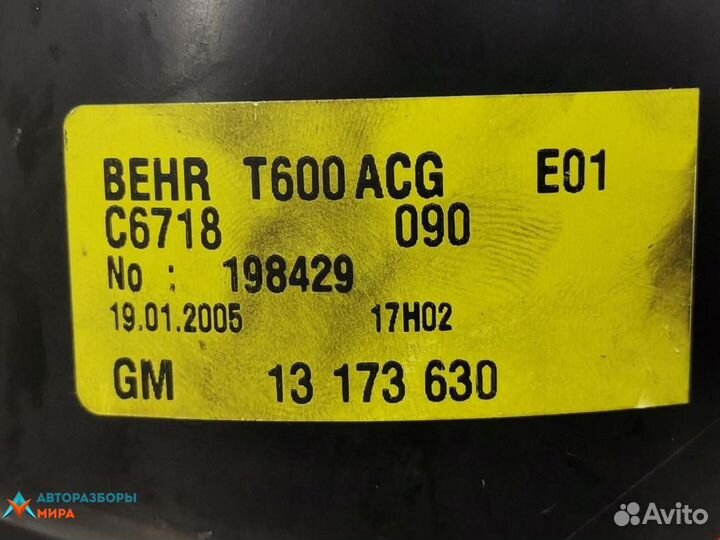 BEHR T600 ACG E01
C6718 090
No : 198429
19.01.2005 17H02
GM 13 173 630
АВТОРАЗБОРЫ
МИРА
Avito